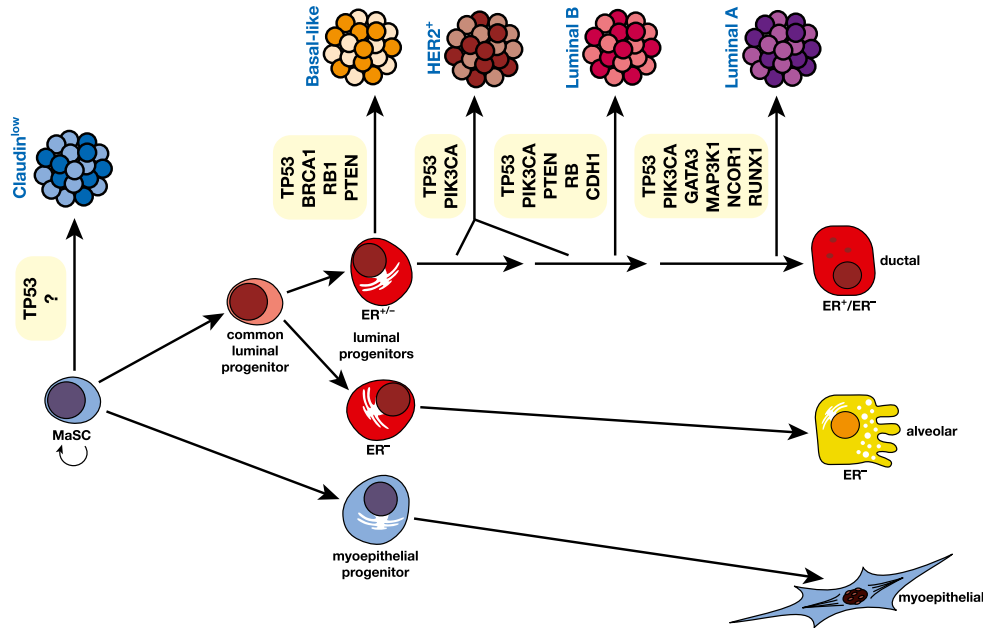 Claudin^low
Basal-like
HER2⁺
Luminal B
Luminal A
TP53
?
TP53
BRCA1
RB1
PTEN
TP53
PIK3CA
TP53
PIK3CA
PTEN
RB
CDH1
TP53
PIK3CA
GATA3
MAP3K1
NCOR1
RUNX1
MaSC
common
luminal
progenitor
ER⁺/⁻
luminal
progenitors
ER⁻
myoepithelial
progenitor
ductal
ER⁺/ER⁻
alveolar
ER⁻
myoepithelial